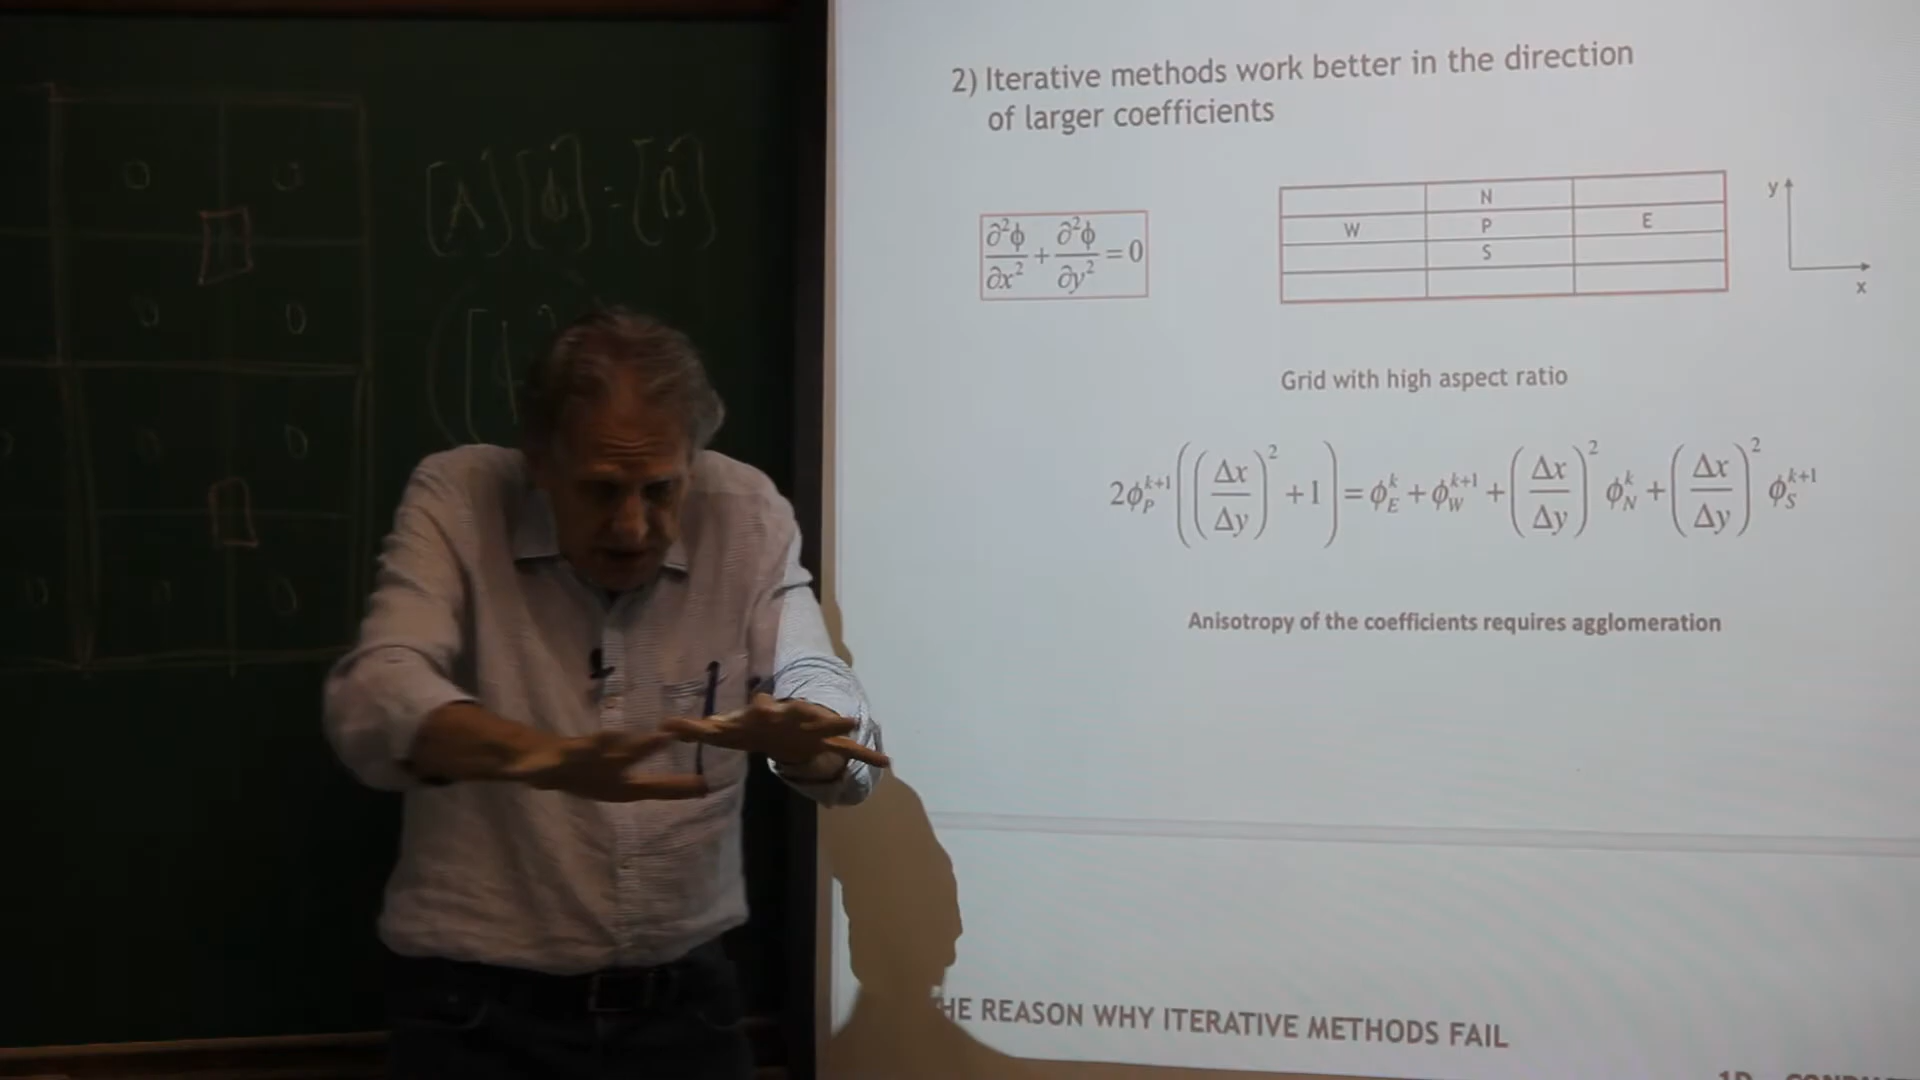 [A][ϕ]=[B]
2) Iterative methods work better in the direction
of larger coefficients
∂²ϕ/∂x² + ∂²ϕ/∂y² = 0
N
W P E
S
y
x
Grid with high aspect ratio
2ϕ_P^{k+1}((Δx/Δy)² + 1) = ϕ_E^k + ϕ_W^{k+1} + (Δx/Δy)² ϕ_N^k + (Δx/Δy)² ϕ_S^{k+1}
Anisotropy of the coefficients requires agglomeration
HE REASON WHY ITERATIVE METHODS FAIL